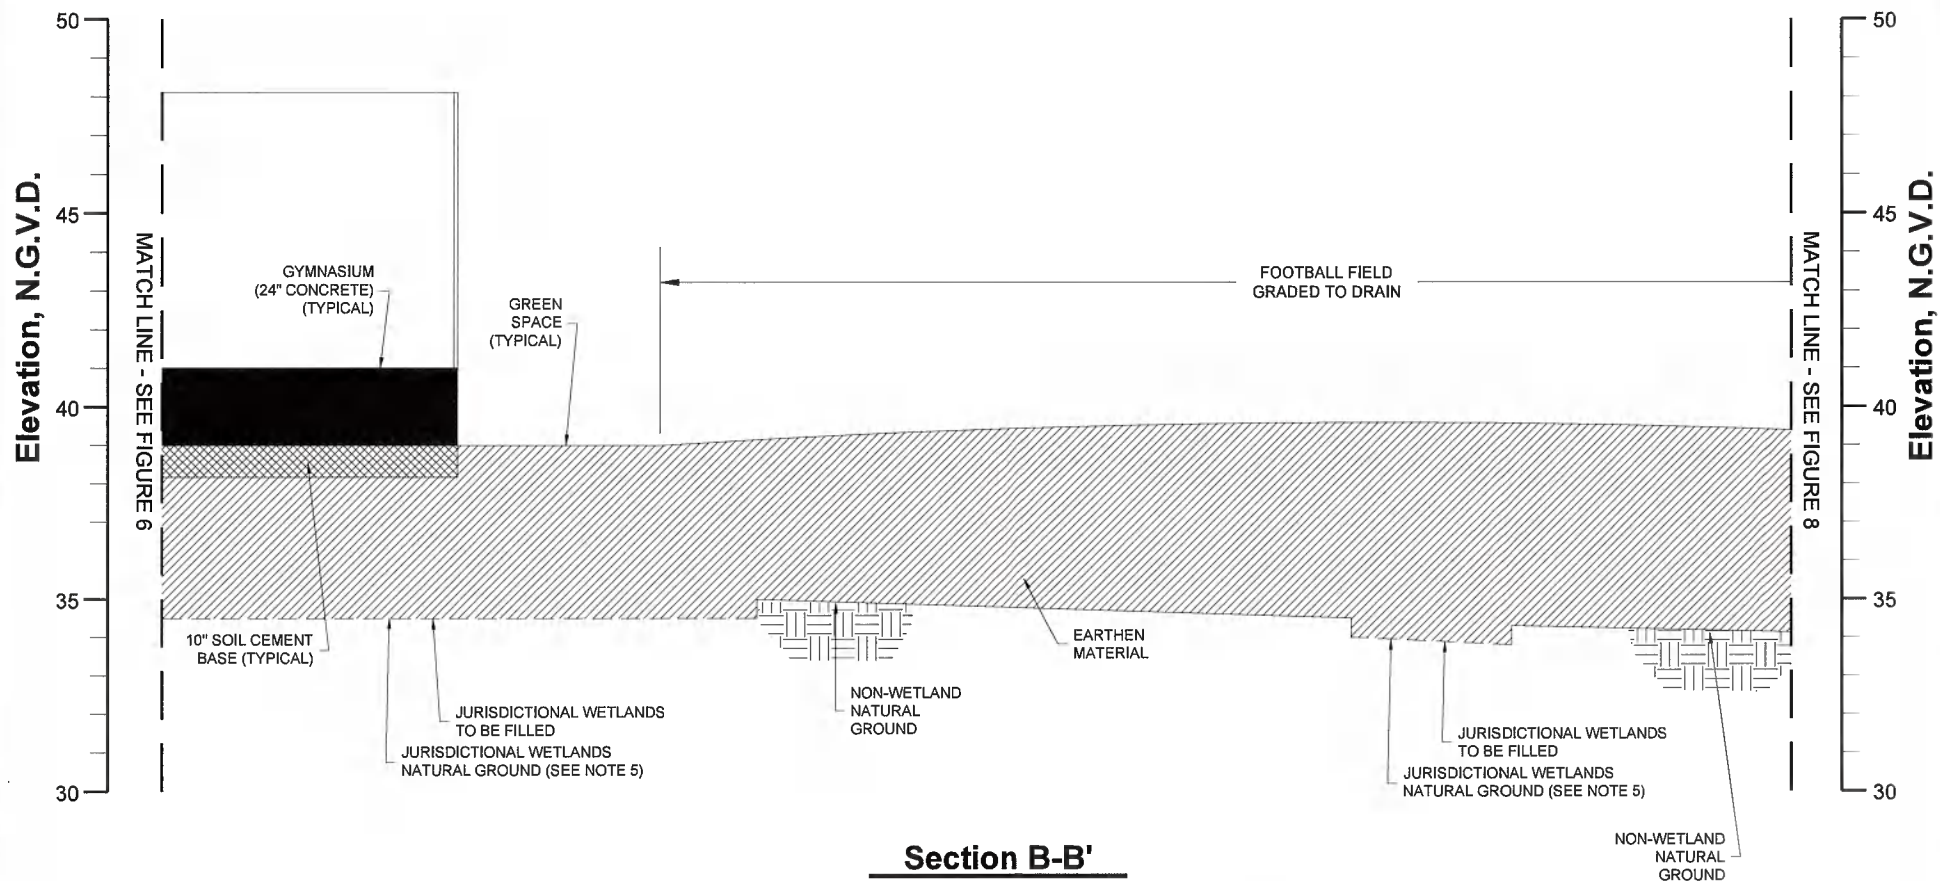 50
45
40
35
30
Elevation, N.G.V.D.
MATCH LINE - SEE FIGURE 6
GYMNASIUM
(24" CONCRETE)
(TYPICAL)
GREEN
SPACE
(TYPICAL)
FOOTBALL FIELD
GRADED TO DRAIN
10" SOIL CEMENT
BASE (TYPICAL)
JURISDICTIONAL WETLANDS
TO BE FILLED
JURISDICTIONAL WETLANDS
NATURAL GROUND (SEE NOTE 5)
NON-WETLAND
NATURAL
GROUND
EARTHEN
MATERIAL
JURISDICTIONAL WETLANDS
TO BE FILLED
JURISDICTIONAL WETLANDS
NATURAL GROUND (SEE NOTE 5)
NON-WETLAND
NATURAL
GROUND
MATCH LINE - SEE FIGURE 8
50
45
40
35
30
Elevation, N.G.V.D.
Section B-B'